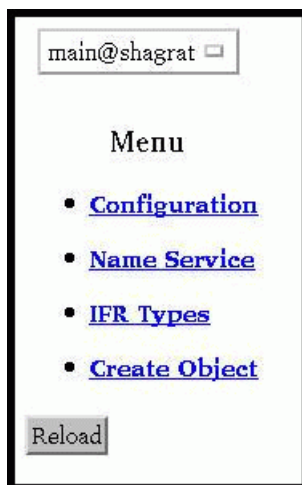 main@shagrat
Menu
Configuration
Name Service
IFR Types
Create Object
Reload